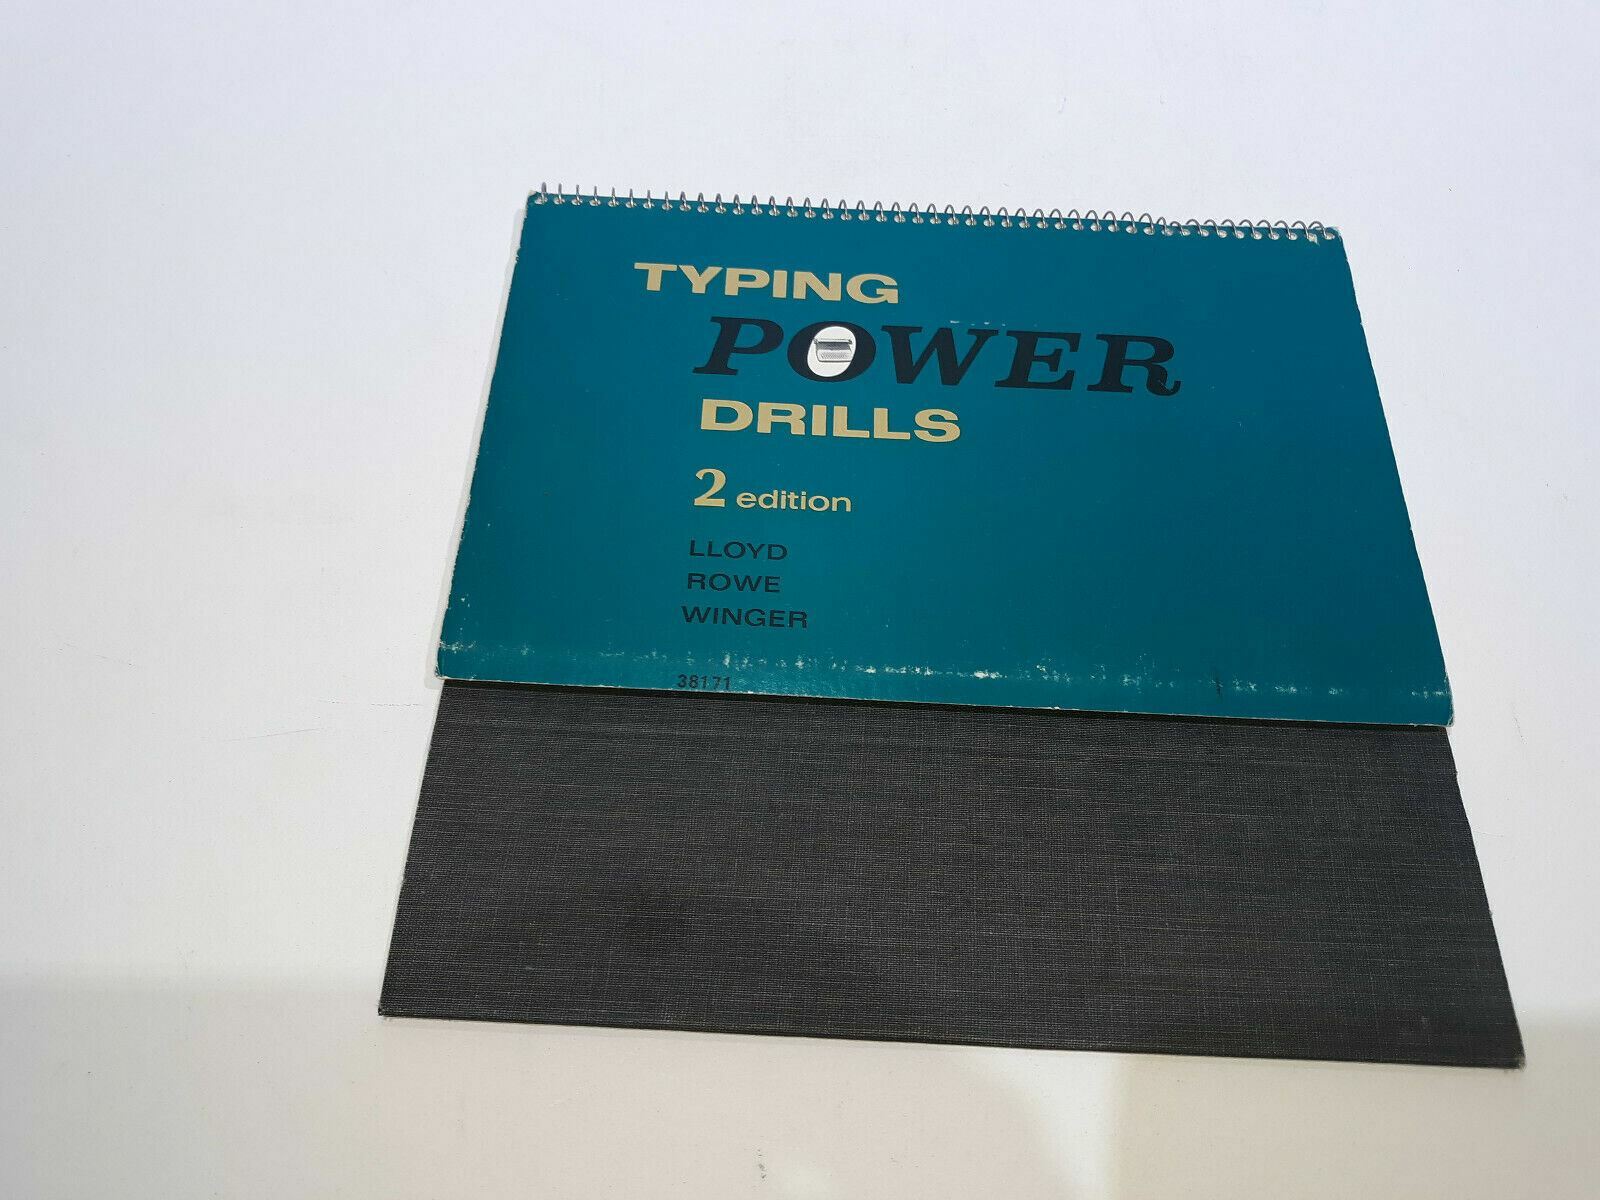 TYPING
POWER
DRILLS
2 edition
LLOYD
ROWE
WINGER
38171